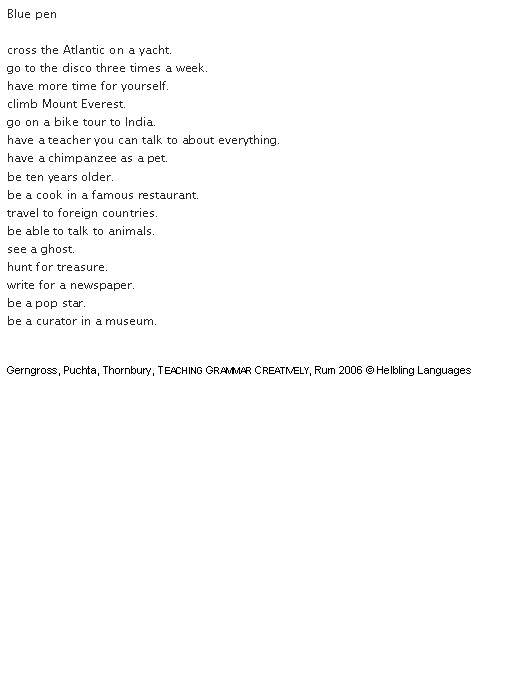 Blue pen
cross the Atlantic on a yacht.
go to the disco three times a week.
have more time for yourself.
climb Mount Everest.
go on a bike tour to India.
have a teacher you can talk to about everything.
have a chimpanzee as a pet.
be ten years older.
be a cook in a famous restaurant.
travel to foreign countries.
be able to talk to animals.
see a ghost.
hunt for treasure.
write for a newspaper.
be a pop star.
be a curator in a museum.
Gerngross, Puchta, Thornbury, TEACHING GRAMMAR CREATIVELY, Rum 2006 © Helbling Languages